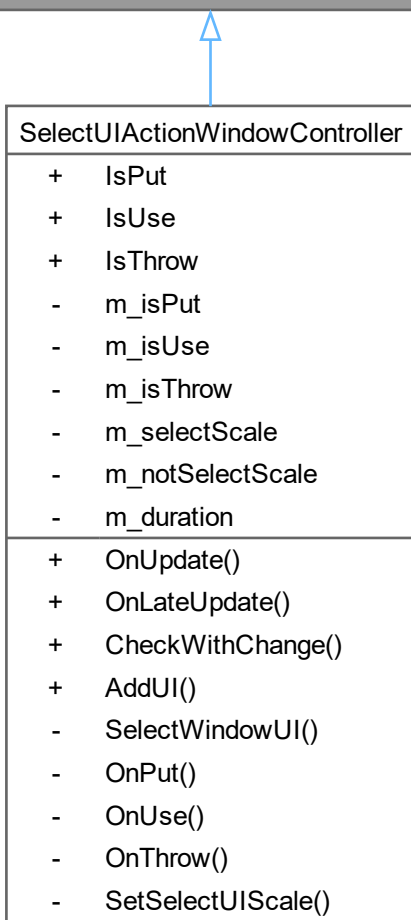 SelectUIActionWindowController
+ IsPut
+ IsUse
+ IsThrow
- m_isPut
- m_isUse
- m_isThrow
- m_selectScale
- m_notSelectScale
- m_duration
+ OnUpdate()
+ OnLateUpdate()
+ CheckWithChange()
+ AddUI()
- SelectWindowUI()
- OnPut()
- OnUse()
- OnThrow()
- SetSelectUIScale()